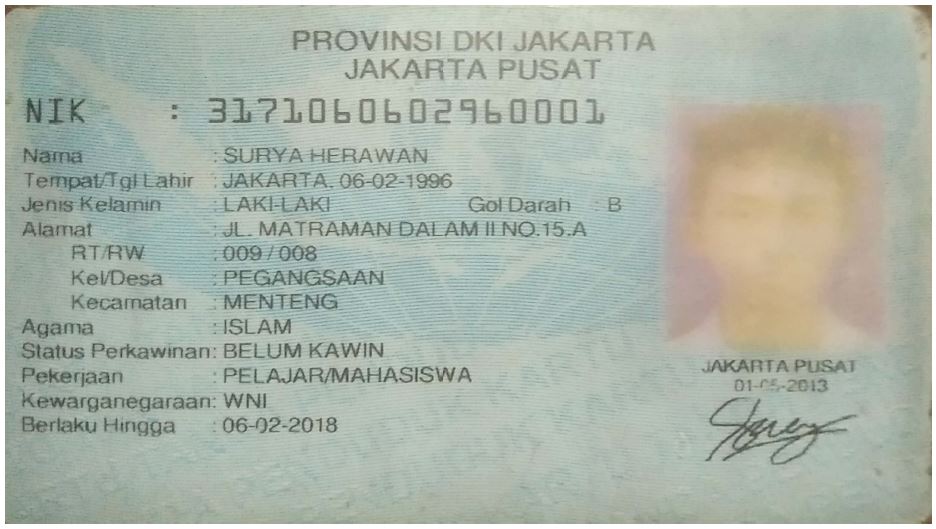 PROVINSI DKI JAKARTA
JAKARTA PUSAT
NIK : 3171060602960001
Nama : SURYA HERAWAN
Tempat/Tgl Lahir : JAKARTA, 06-02-1996
Jenis Kelamin : LAKI-LAKI Gol Darah : B
Alamat : JL. MATRAMAN DALAM II NO.15.A
RT/RW : 009 / 008
Kel/Desa : PEGANGSAAN
Kecamatan : MENTENG
Agama : ISLAM
Status Perkawinan: BELUM KAWIN
Pekerjaan : PELAJAR/MAHASISWA
Kewarganegaraan: WNI
Berlaku Hingga : 06-02-2018
JAKARTA PUSAT
01-05-2013